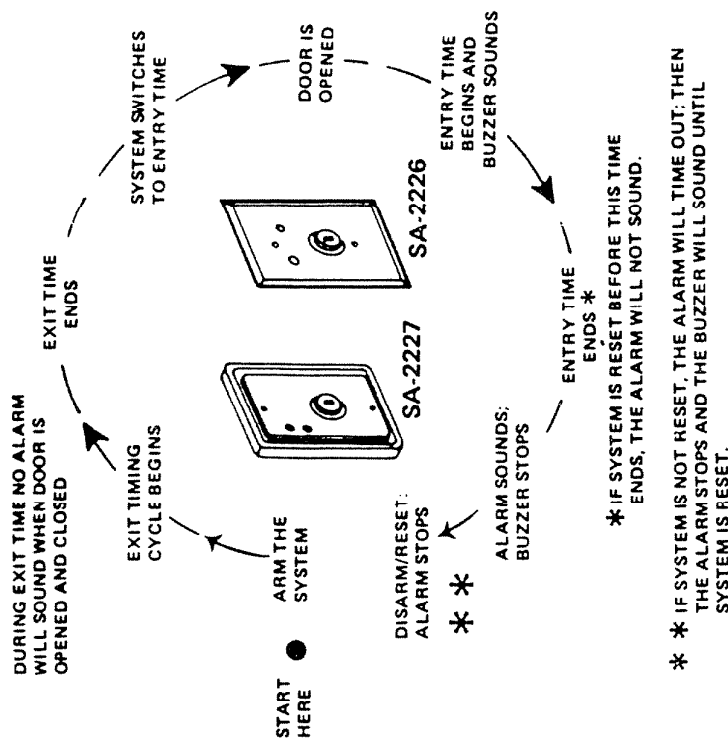 DURING EXIT TIME NO ALARM
WILL SOUND WHEN DOOR IS
OPENED AND CLOSED
START
HERE
ARM THE
SYSTEM
EXIT TIMING
CYCLE BEGINS
EXIT TIME
ENDS
SYSTEM SWITCHES
TO ENTRY TIME
DOOR IS
OPENED
ENTRY TIME
BEGINS AND
BUZZER SOUNDS
ENTRY TIME
ENDS *
ALARM SOUNDS;
BUZZER STOPS
DISARM/RESET:
ALARM STOPS
* *
SA-2227
SA-2226
* IF SYSTEM IS RESET BEFORE THIS TIME
ENDS, THE ALARM WILL NOT SOUND.
* * IF SYSTEM IS NOT RESET, THE ALARM WILL TIME OUT; THEN
THE ALARM STOPS AND THE BUZZER WILL SOUND UNTIL
SYSTEM IS RESET.